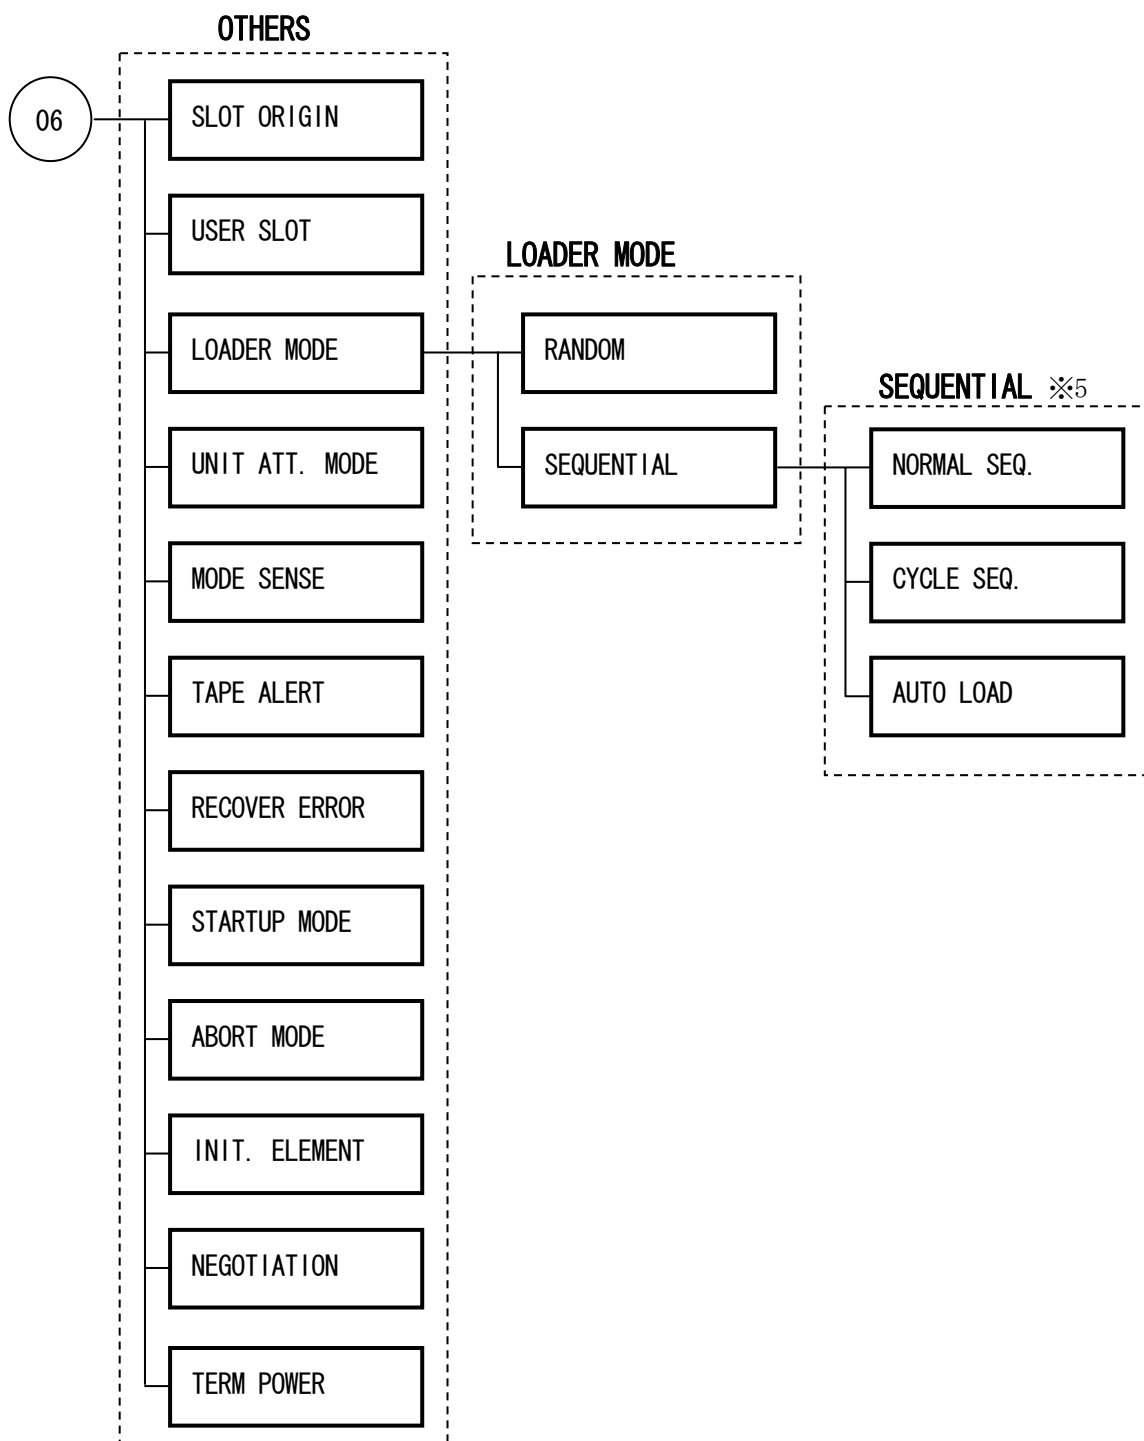 OTHERS
06
SLOT ORIGIN
USER SLOT
LOADER MODE
UNIT ATT. MODE
MODE SENSE
TAPE ALERT
RECOVER ERROR
STARTUP MODE
ABORT MODE
INIT. ELEMENT
NEGOTIATION
TERM POWER
LOADER MODE
RANDOM
SEQUENTIAL
SEQUENTIAL ※5
NORMAL SEQ.
CYCLE SEQ.
AUTO LOAD